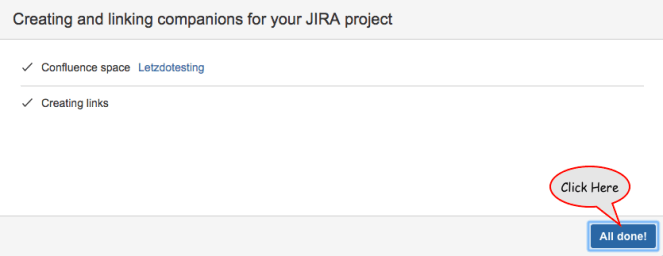 Creating and linking companions for your JIRA project
Confluence space Letzdotesting
Creating links
Click Here
All done!